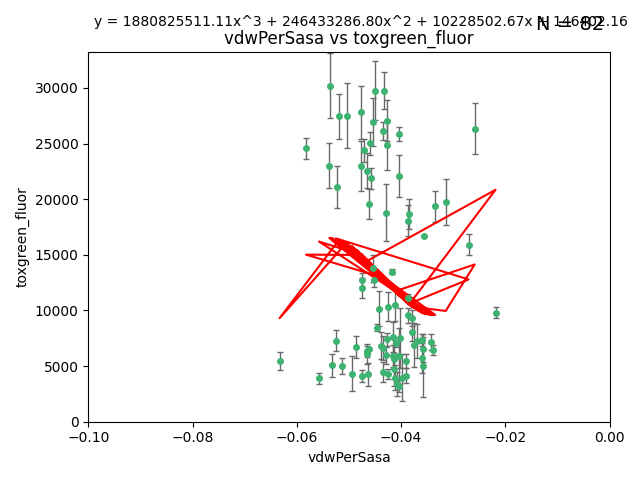 y = 1880825511.11x^3 + 246433286.80x^2 + 10228502.67x + 146402.16
N = 82
vdwPerSasa vs toxgreen_fluor
30000
25000
20000
15000
10000
5000
0
toxgreen_fluor
−0.10 −0.08 −0.06 −0.04 −0.02 0.00
vdwPerSasa